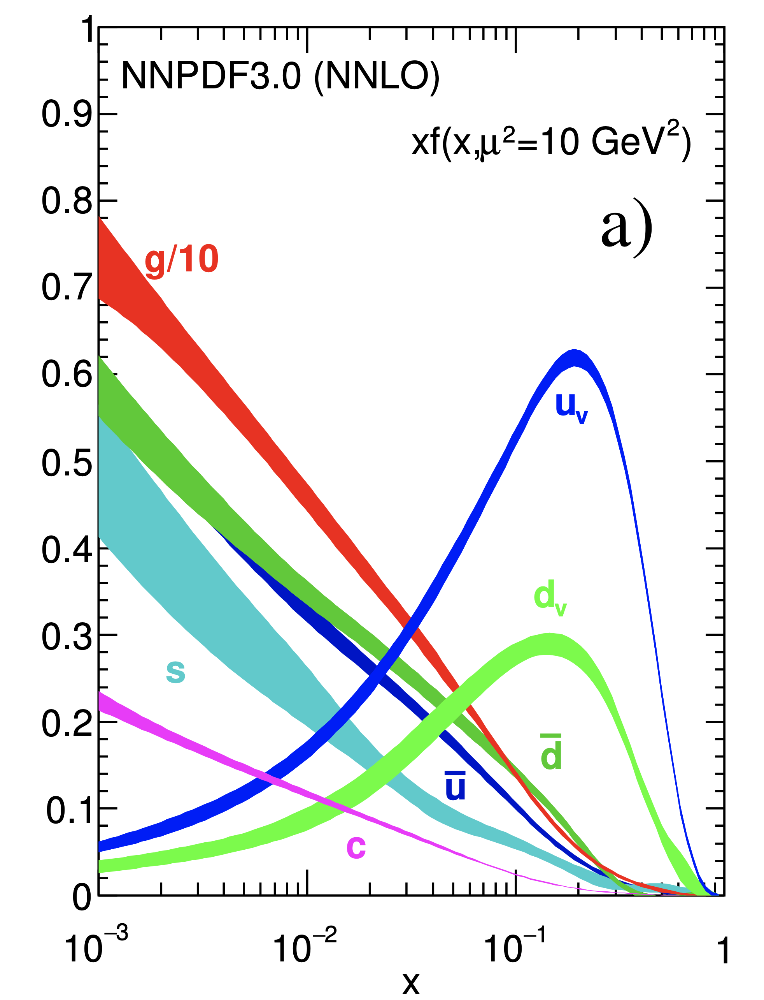 1
NNPDF3.0 (NNLO)
0.9
xf(x,μ²=10 GeV²)
0.8
a)
g/10
0.7
0.6
u_v
0.5
0.4
d_v
0.3
s
0.2
d̅
u̅
0.1
c
0
10⁻³ 10⁻² 10⁻¹ 1
x